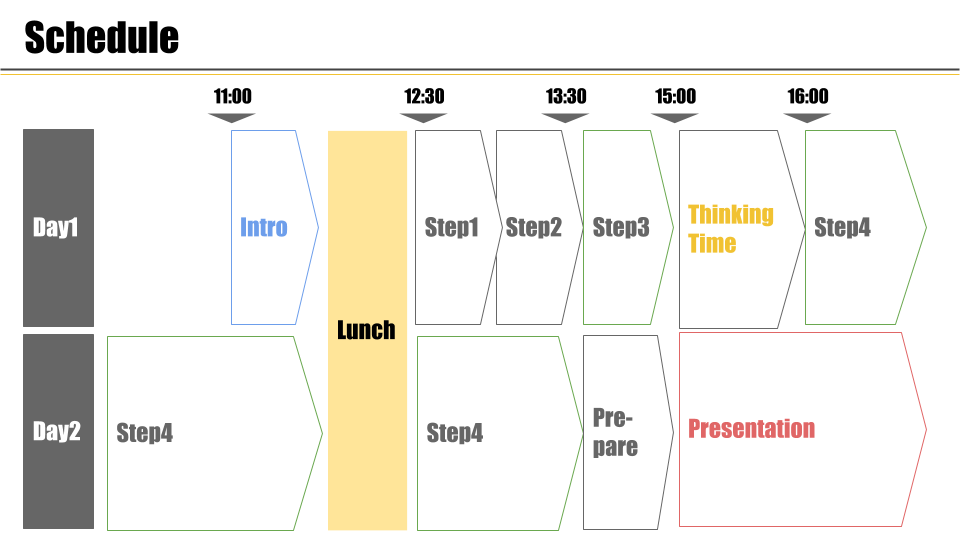 Schedule
11:00
12:30
13:30
15:00
16:00
Day1
Intro
Step1
Step2
Step3
Thinking
Time
Step4
Lunch
Day2
Step4
Step4
Pre-
pare
Presentation